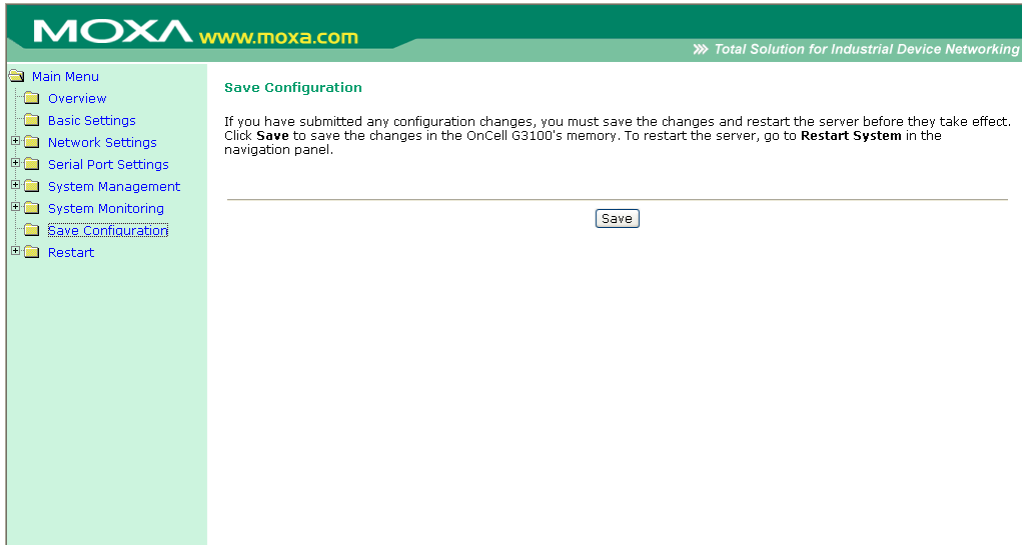 MOXA www.moxa.com
Total Solution for Industrial Device Networking
Main Menu
Overview
Basic Settings
Network Settings
Serial Port Settings
System Management
System Monitoring
Save Configuration
Restart
Save Configuration
If you have submitted any configuration changes, you must save the changes and restart the server before they take effect.
Click Save to save the changes in the OnCell G3100's memory. To restart the server, go to Restart System in the
navigation panel.
Save